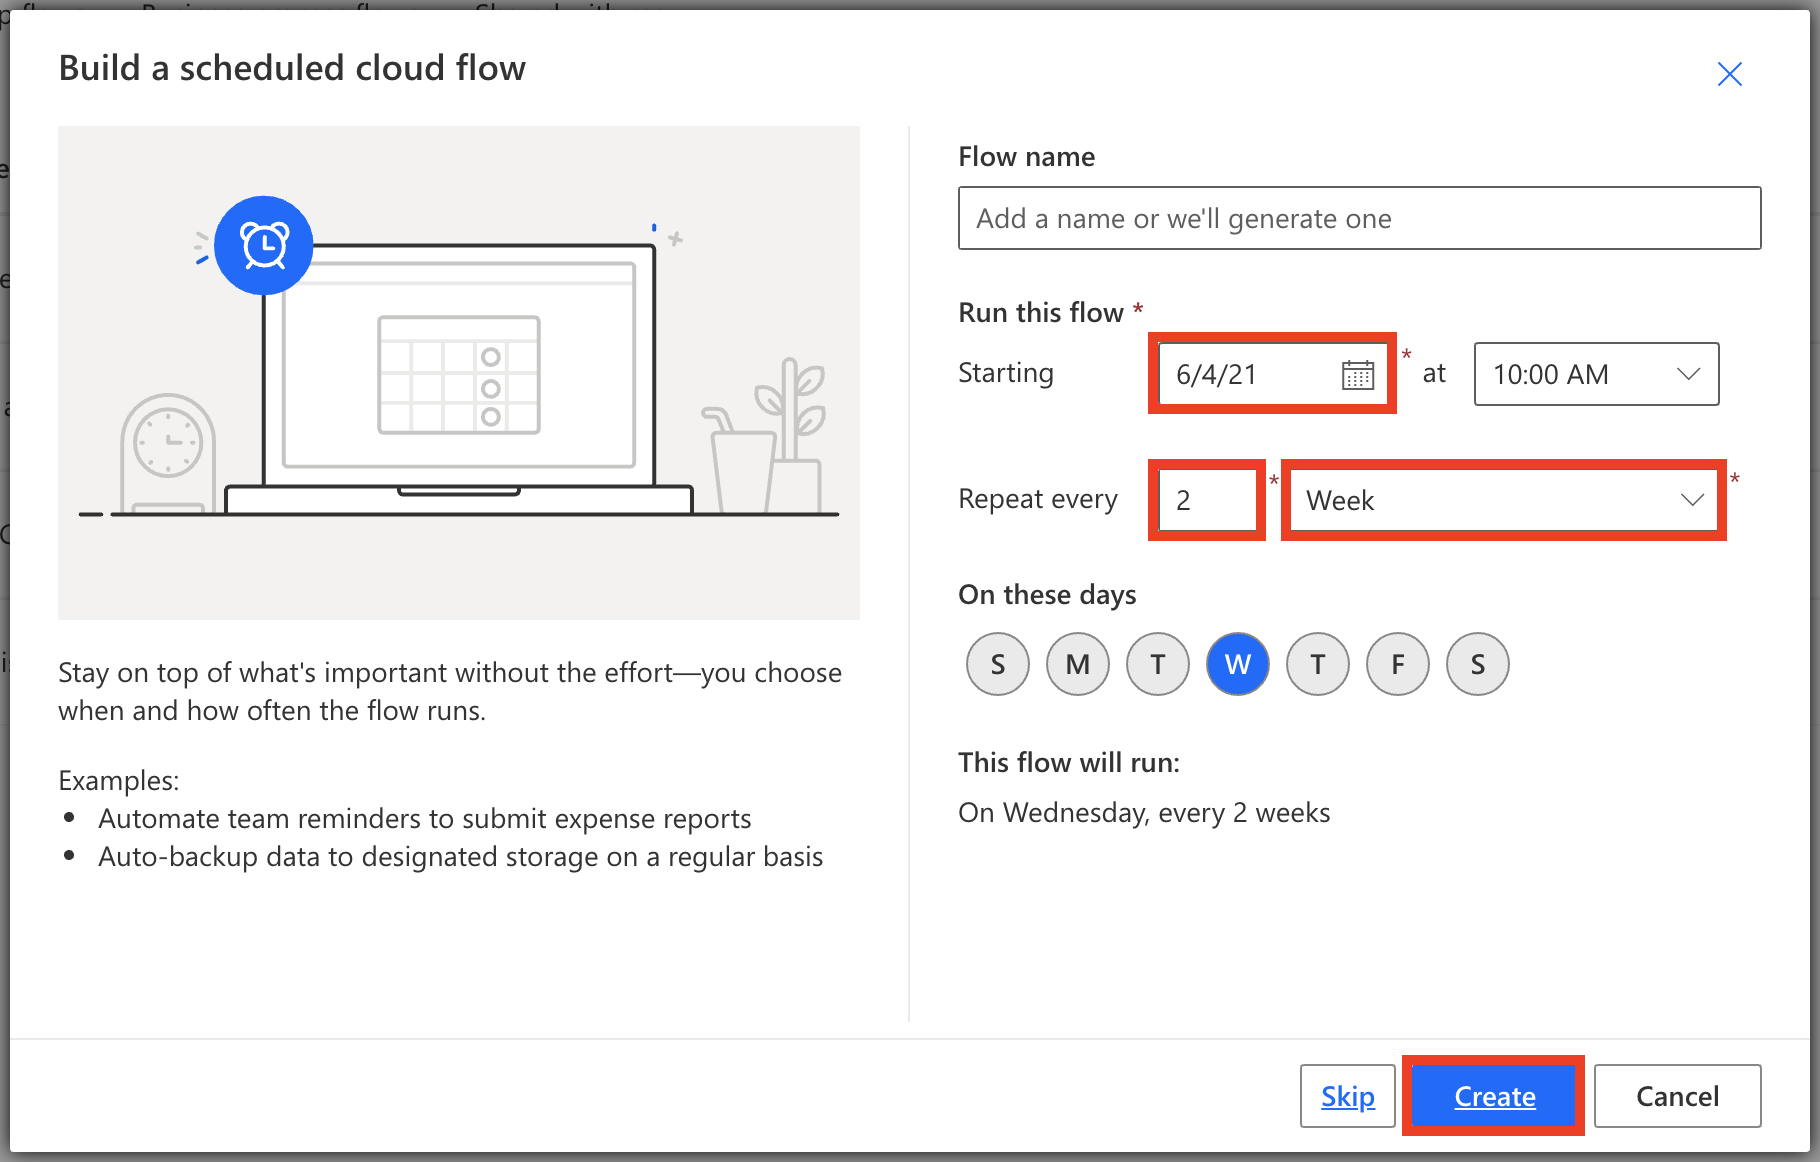 Build a scheduled cloud flow
Flow name
Add a name or we'll generate one
Run this flow *
Starting 6/4/21 * at 10:00 AM
Repeat every 2 * Week *
On these days
S M T W T F S
This flow will run:
On Wednesday, every 2 weeks
Stay on top of what's important without the effort—you choose
when and how often the flow runs.
Examples:
• Automate team reminders to submit expense reports
• Auto-backup data to designated storage on a regular basis
Skip Create Cancel